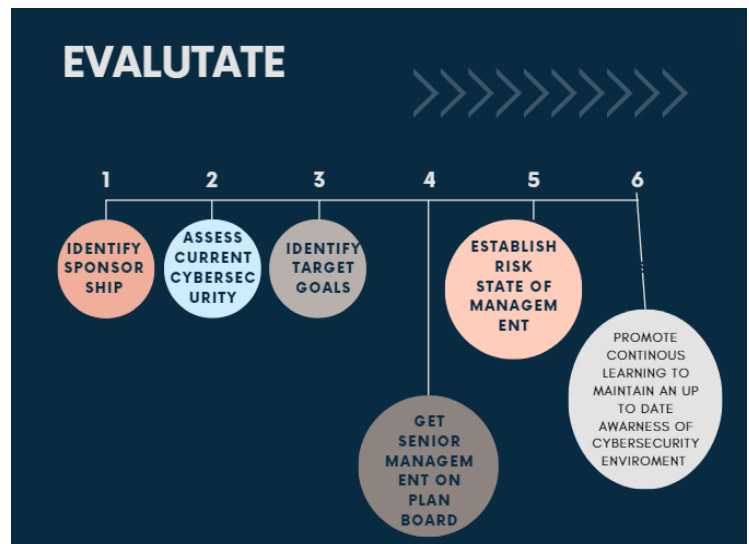 EVALUTATE
1
2
3
4
5
6
IDENTIFY
SPONSOR
SHIP
ASSESS
CURRENT
CYBERSEC
URITY
IDENTIFY
TARGET
GOALS
GET
SENIOR
MANAGEM
ENT ON
PLAN
BOARD
ESTABLISH
RISK
STATE OF
MANAGEM
ENT
PROMOTE
CONTINOUS
LEARNING TO
MAINTAIN AN UP
TO DATE
AWARNESS OF
CYBERSECURITY
ENVIROMENT